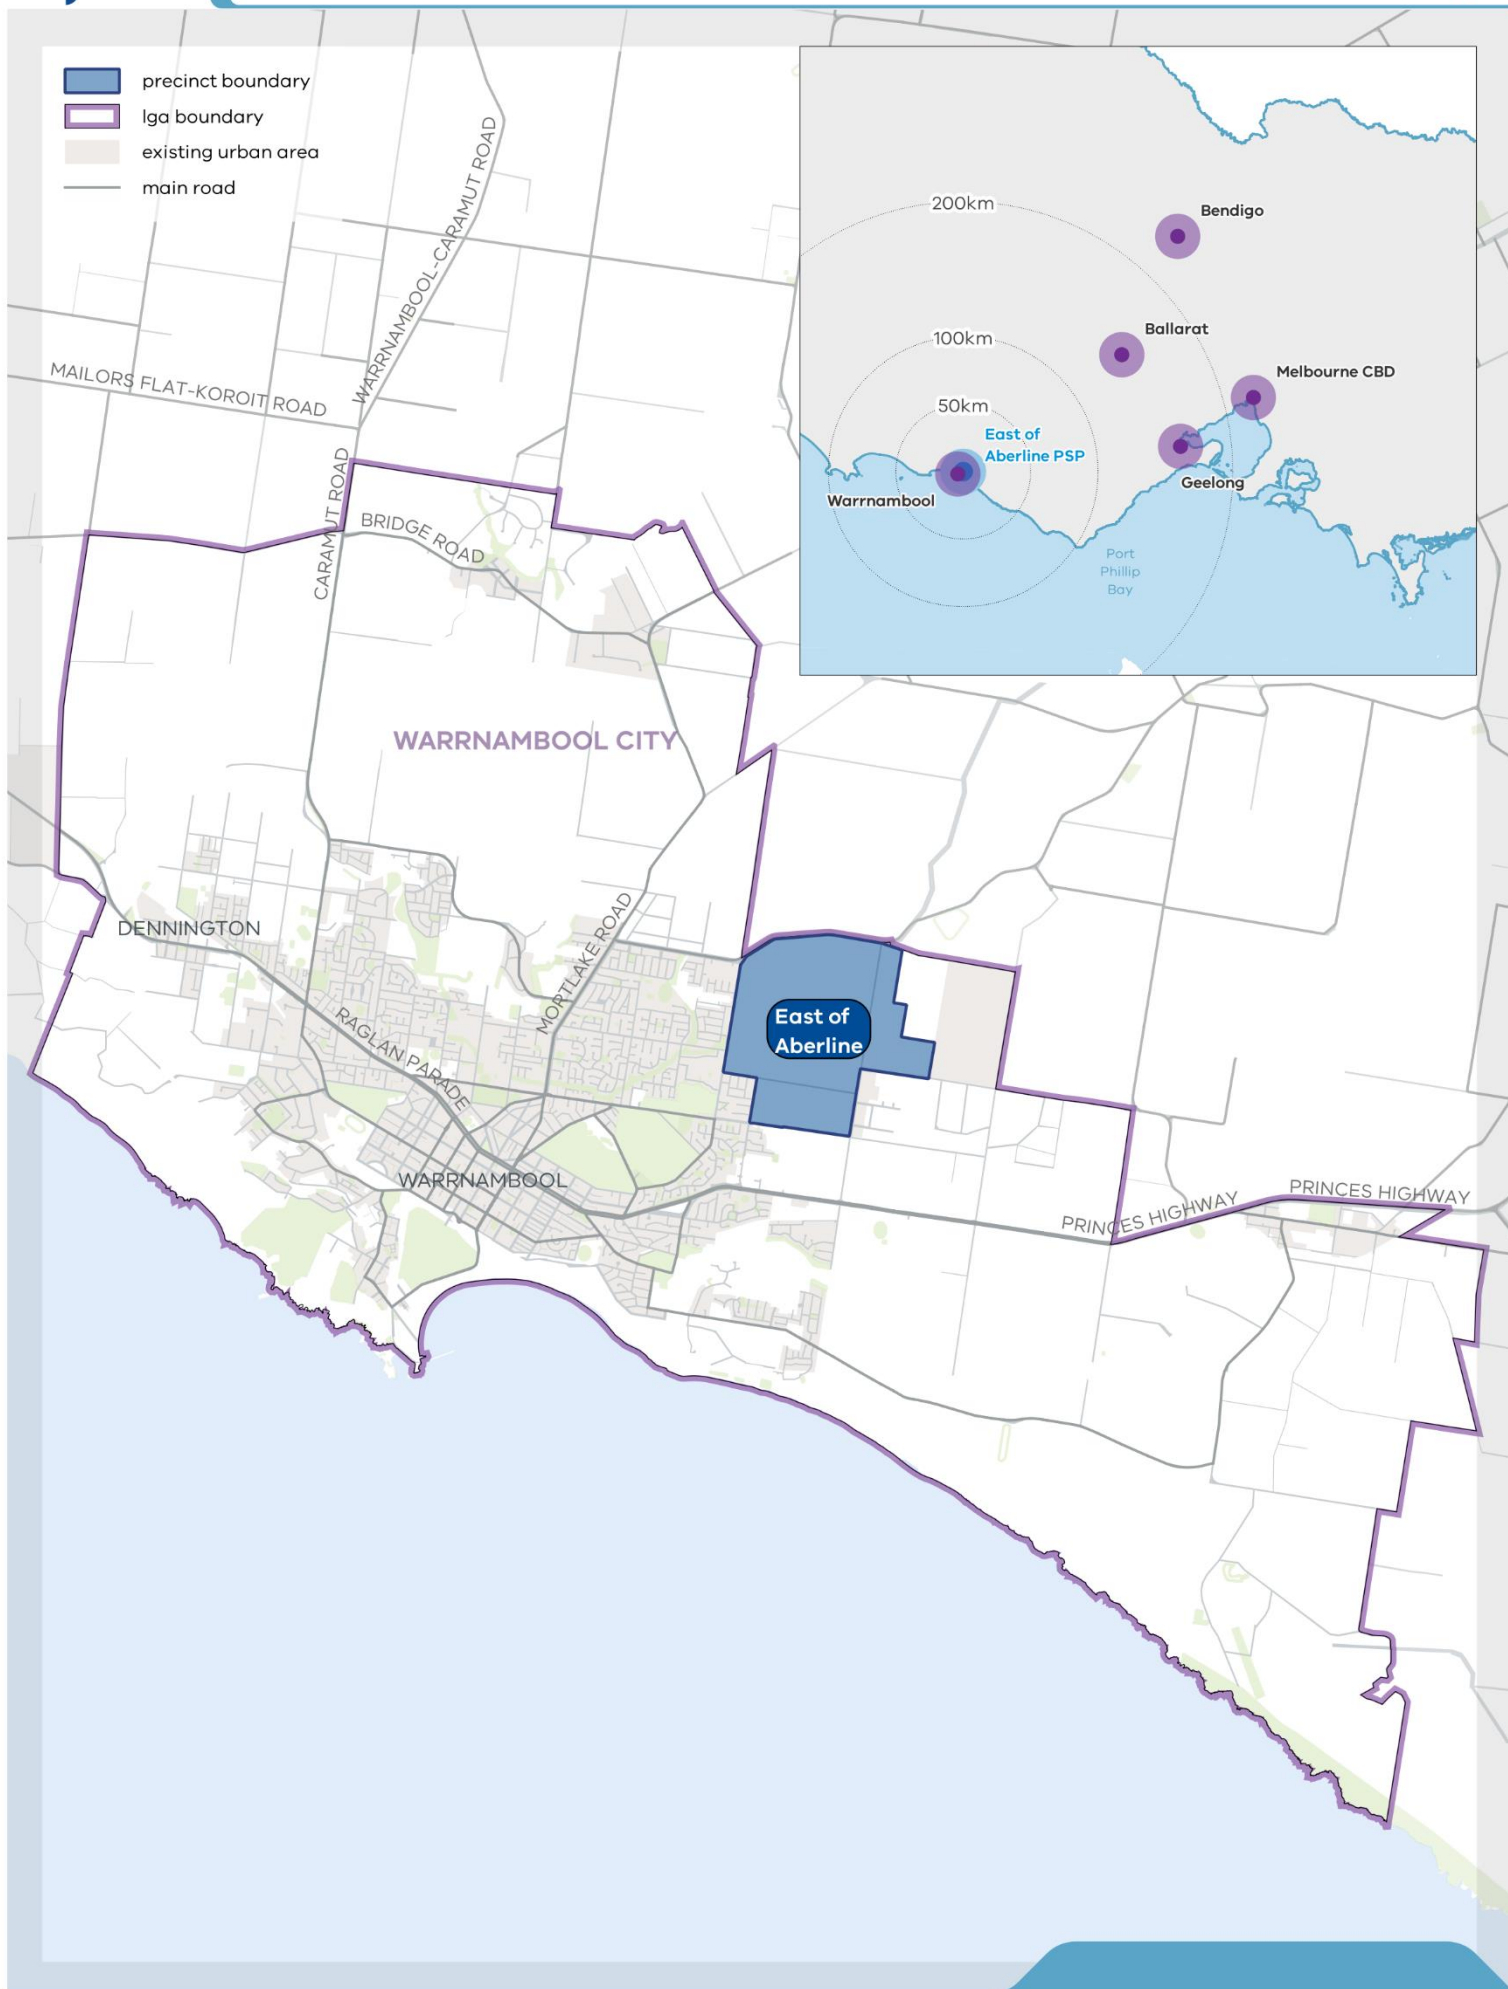 precinct boundary
lga boundary
existing urban area
main road
200km
Bendigo
100km
Ballarat
Melbourne CBD
50km
East of
Aberline PSP
Warrnambool
Geelong
Port
Phillip
Bay
WARRNAMBOOL-CARAMUT ROAD
MAILORS FLAT-KOROIT ROAD
CARAMUT ROAD
BRIDGE ROAD
WARRNAMBOOL CITY
DENNINGTON
MORTLAKE ROAD
RAGLAN PARADE
East of
Aberline
WARRNAMBOOL
PRINCES HIGHWAY
PRINCES HIGHWAY